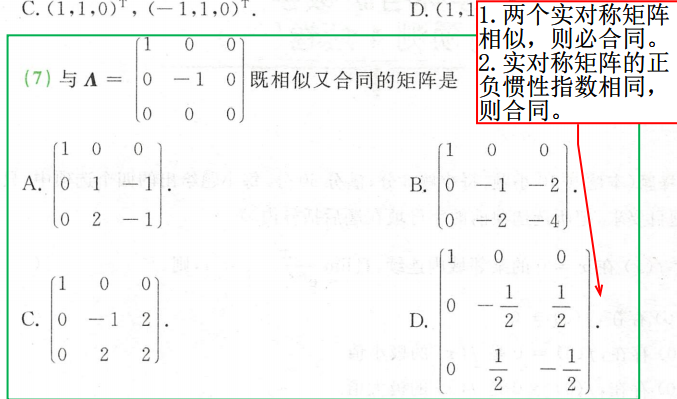 C. (1,1,0)ᵀ, (−1,1,0)ᵀ. D. (1,1
1. 两个实对称矩阵
相似，则必合同。
2. 实对称矩阵的正
负惯性指数相同，
则合同。
(7) 与 Λ = 
1 0 0
0 −1 0
0 0 0
既相似又合同的矩阵是
A.
1 0 0
0 1 −1
0 2 −1
.
B.
1 0 0
0 −1 −2
0 −2 −4
.
C.
1 0 0
0 −1 2
0 2 2
.
D.
1 0 0
0 −1/2 1/2
0 1/2 −1/2
.